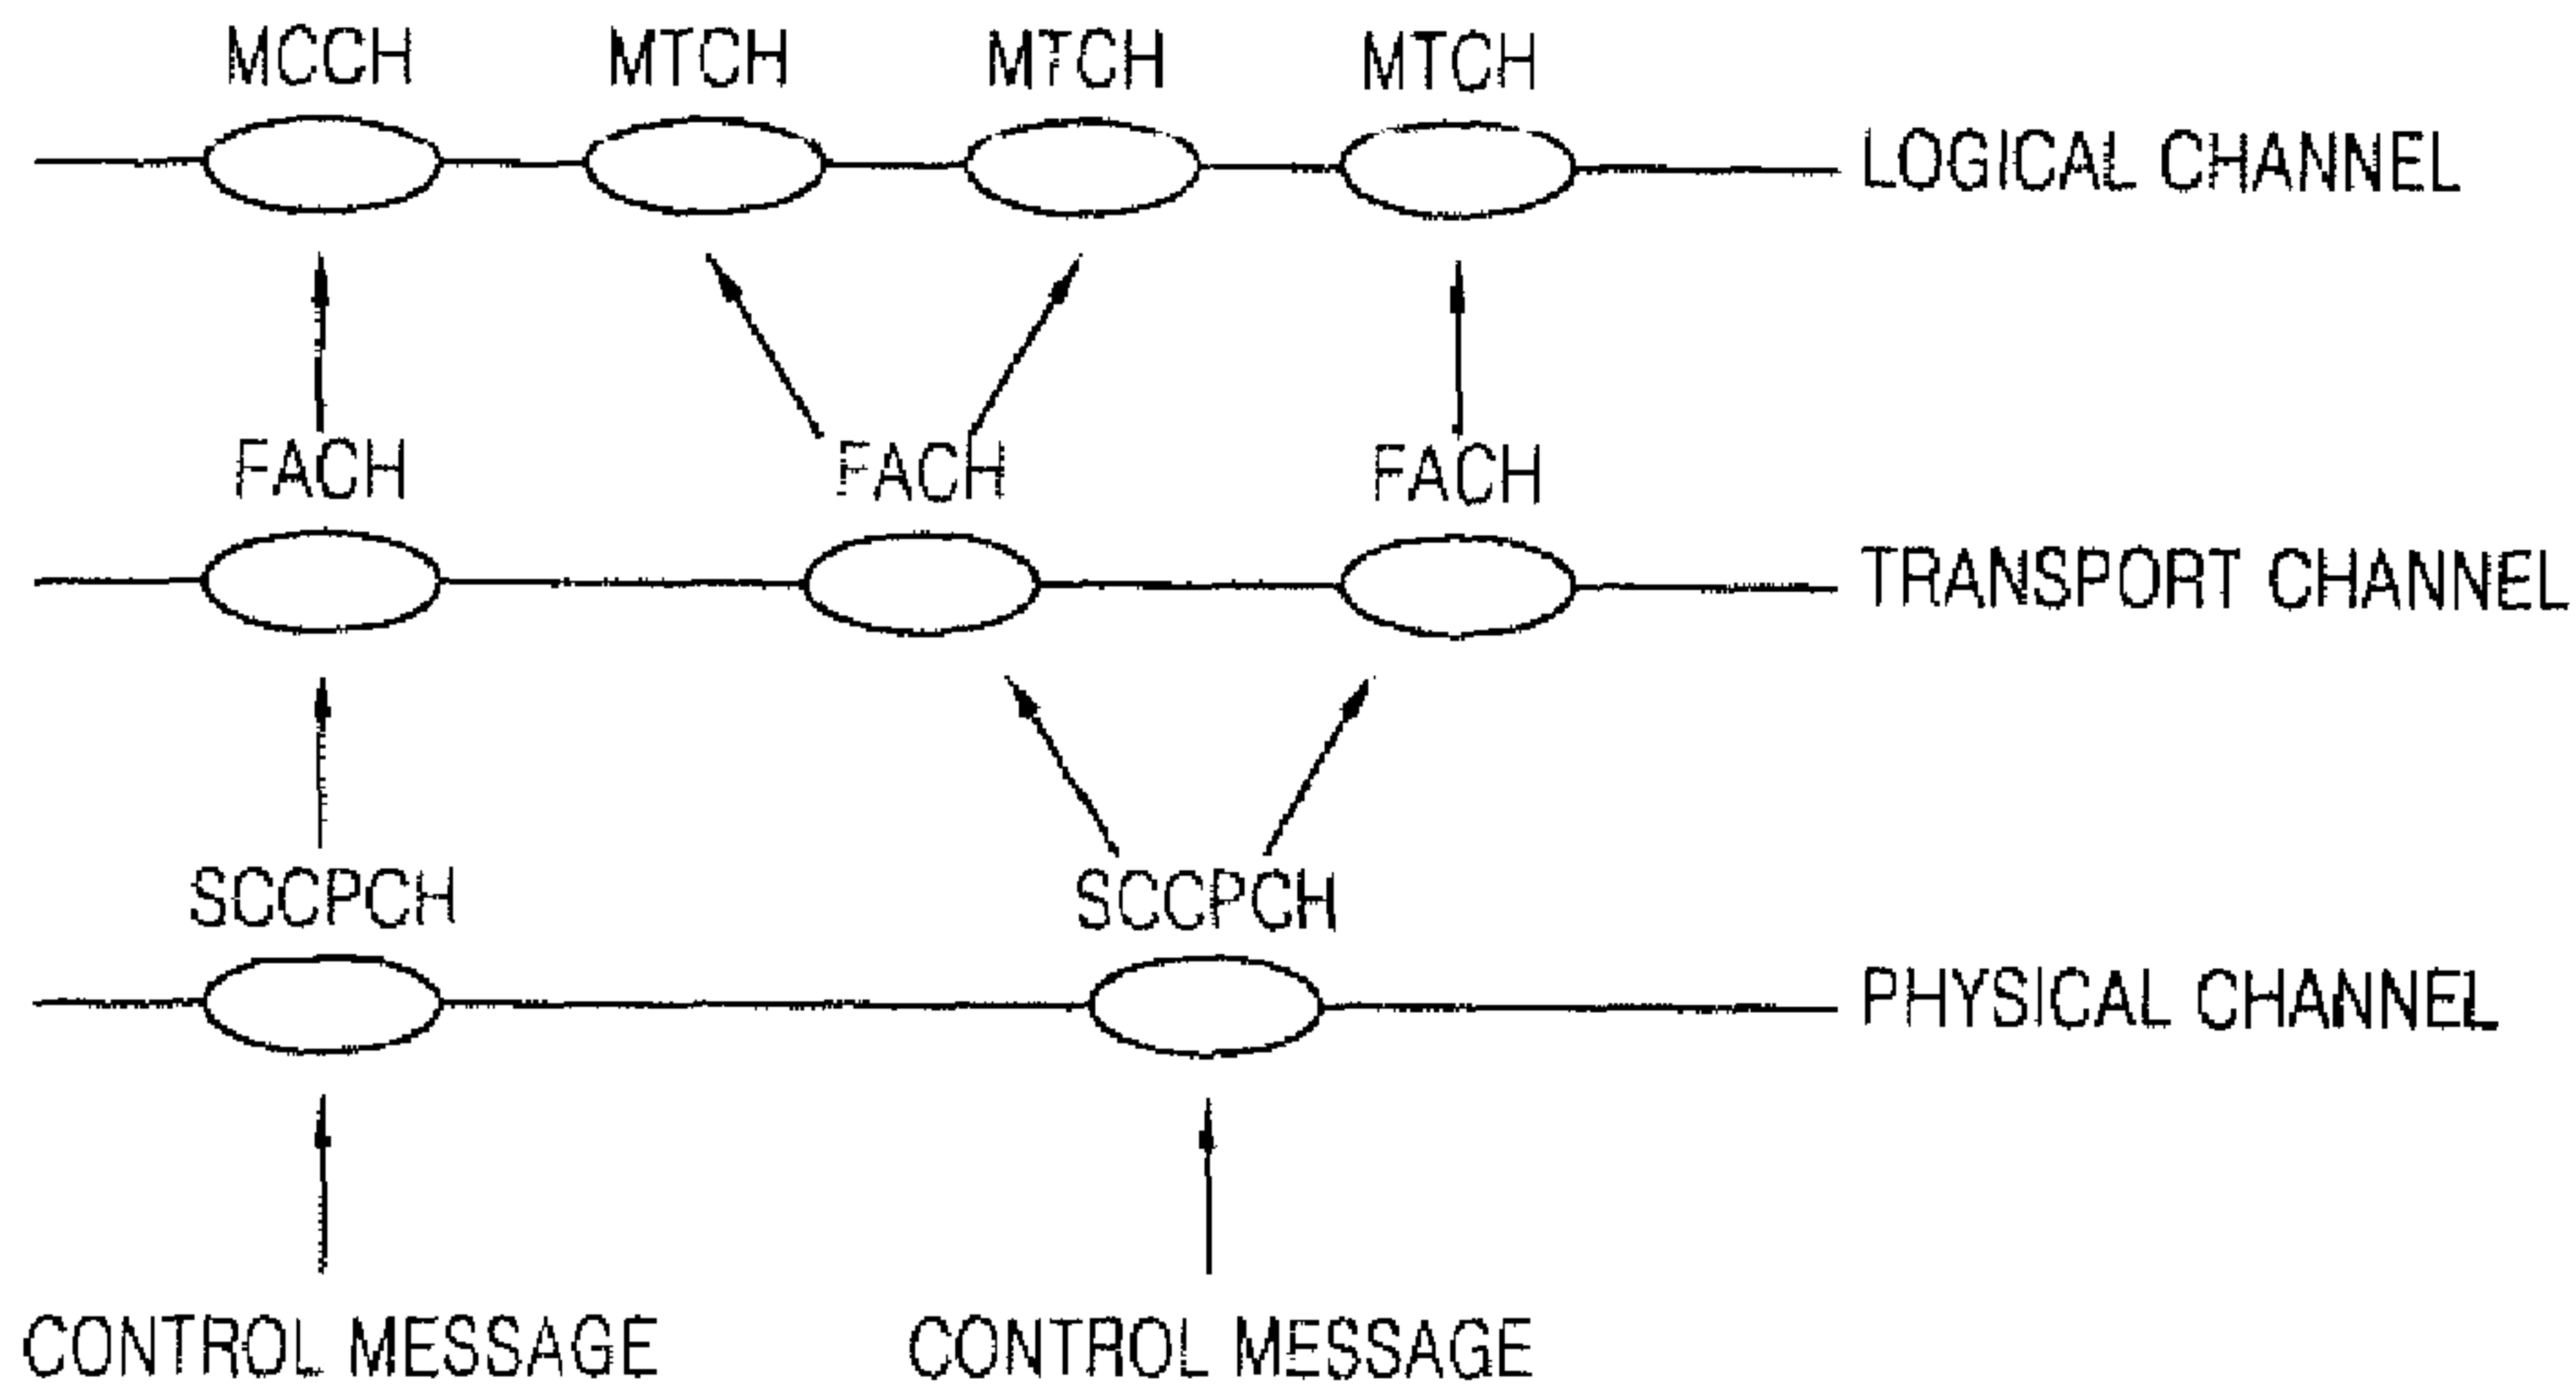 MCCH MTCH MTCH MTCH
LOGICAL CHANNEL
FACH FACH FACH
TRANSPORT CHANNEL
SCCPCH SCCPCH
PHYSICAL CHANNEL
CONTROL MESSAGE CONTROL MESSAGE